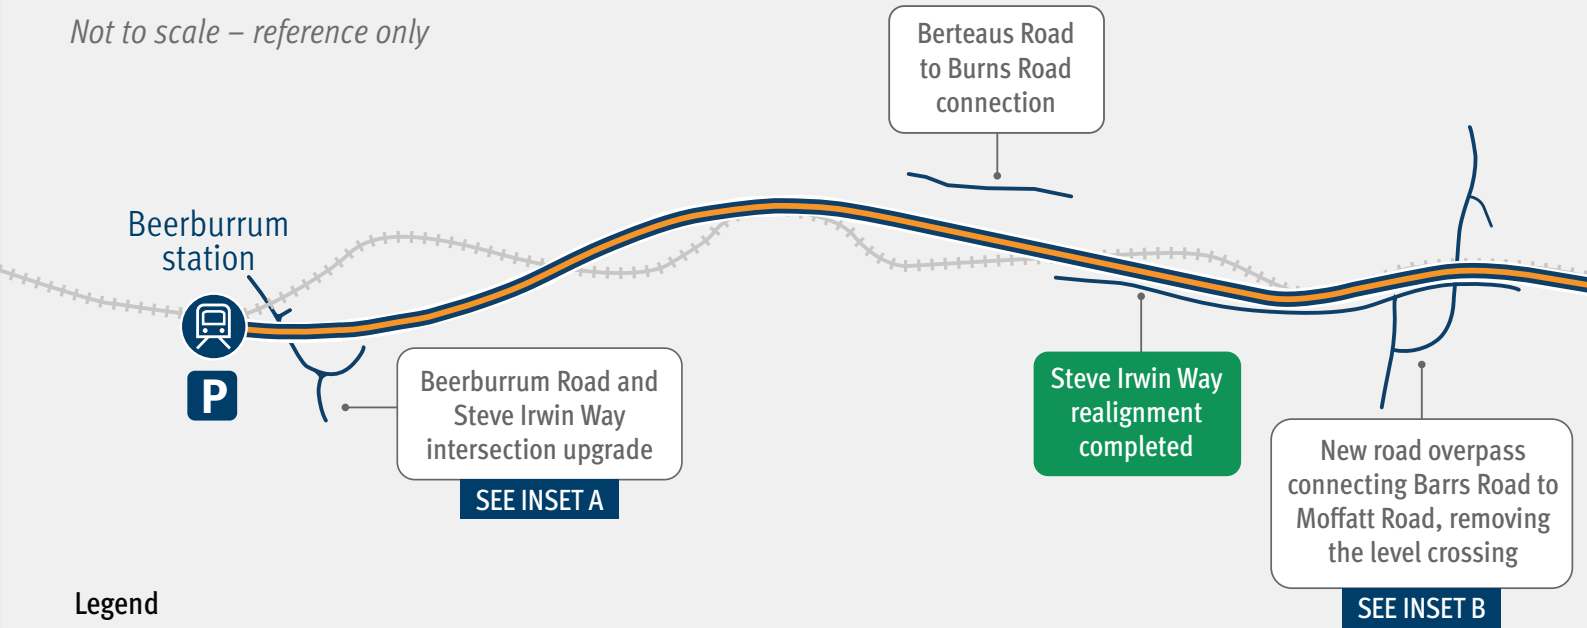 Not to scale – reference only
Berteaus Road
to Burns Road
connection
Beerburrum
station
P
Beerburrum Road and
Steve Irwin Way
intersection upgrade
SEE INSET A
Steve Irwin Way
realignment
completed
New road overpass
connecting Barrs Road to
Moffatt Road, removing
the level crossing
SEE INSET B
Legend